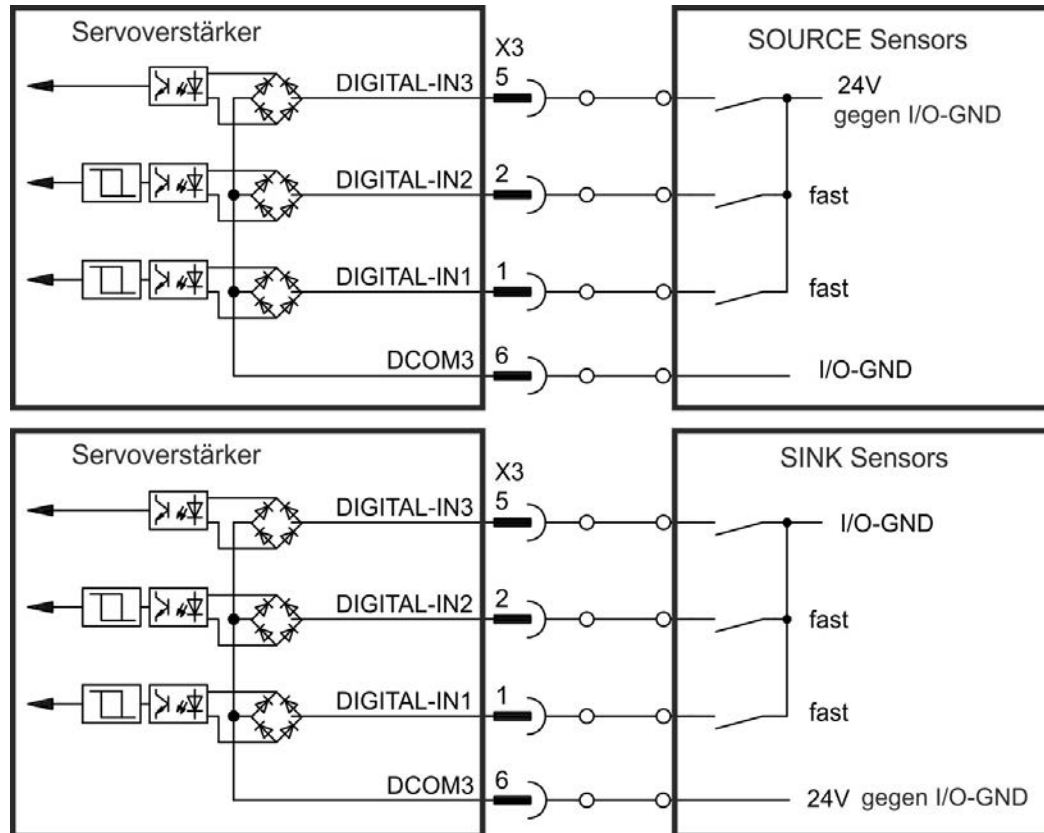 Servoverstärker
SOURCE Sensors
X3
DIGITAL-IN3
5
24V
gegen I/O-GND
DIGITAL-IN2
2
fast
DIGITAL-IN1
1
fast
DCOM3
6
I/O-GND
Servoverstärker
SINK Sensors
X3
DIGITAL-IN3
5
I/O-GND
DIGITAL-IN2
2
fast
DIGITAL-IN1
1
fast
DCOM3
6
24V gegen I/O-GND